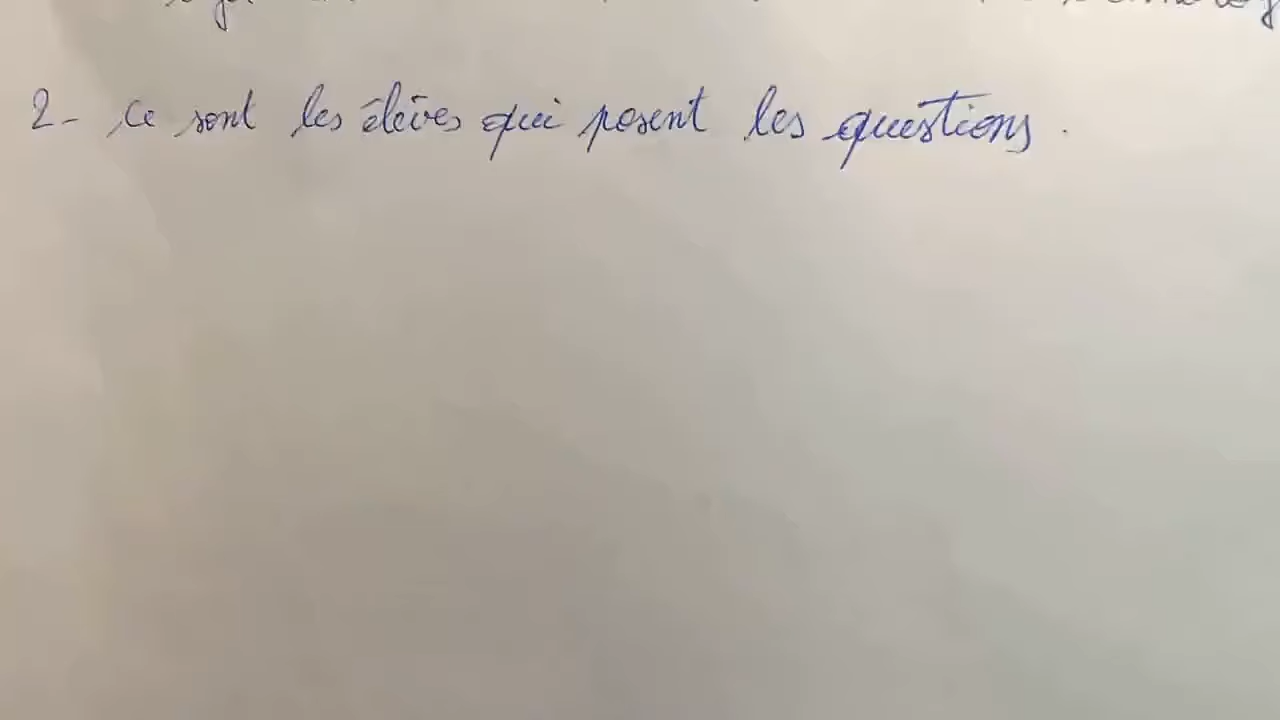 2- Ce sont les élèves qui posent les questions.